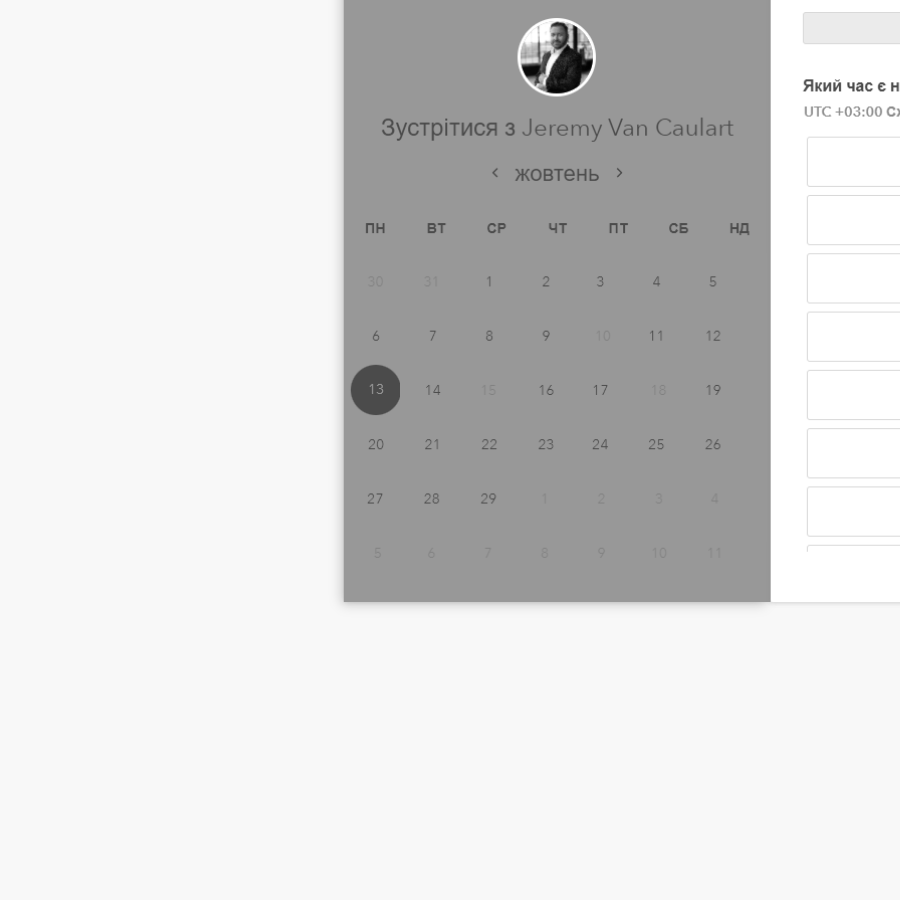 Зустрітися з Jeremy Van Caulart
жовтень
ПН ВТ СР ЧТ ПТ СБ НД
30 31 1 2 3 4 5
6 7 8 9 10 11 12
13 14 15 16 17 18 19
20 21 22 23 24 25 26
27 28 29 1 2 3 4
5 6 7 8 9 10 11
Який час є
UTC +03:00